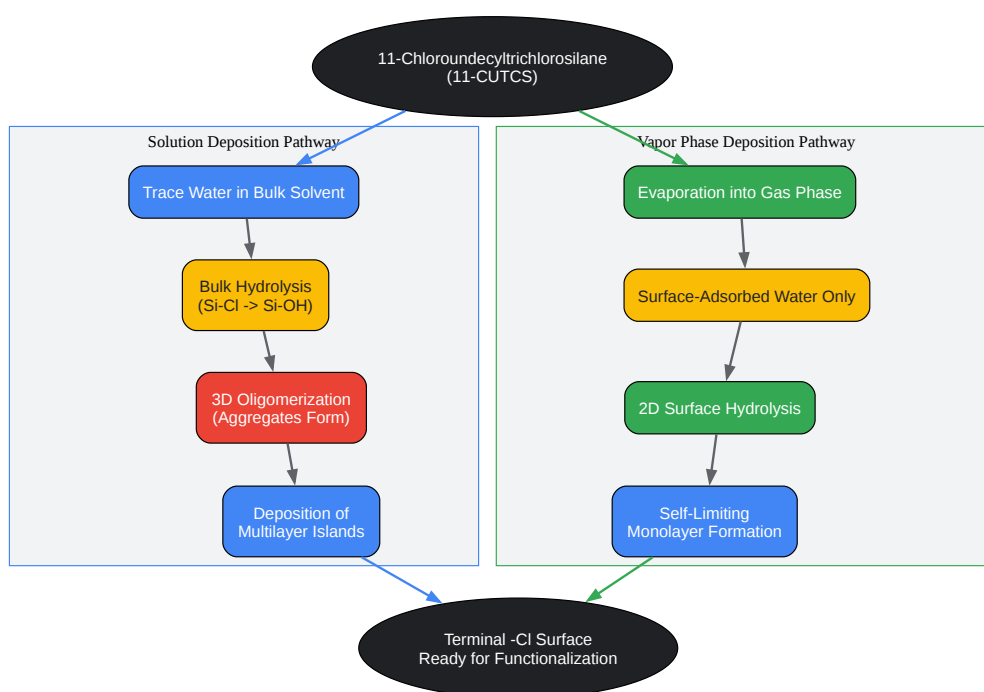 11-Chloroundecyltrichlorosilane
(11-CUTCS)
Solution Deposition Pathway
Trace Water in Bulk Solvent
Bulk Hydrolysis
(Si-Cl -> Si-OH)
3D Oligomerization
(Aggregates Form)
Deposition of
Multilayer Islands
Vapor Phase Deposition Pathway
Evaporation into Gas Phase
Surface-Adsorbed Water Only
2D Surface Hydrolysis
Self-Limiting
Monolayer Formation
Terminal -Cl Surface
Ready for Functionalization